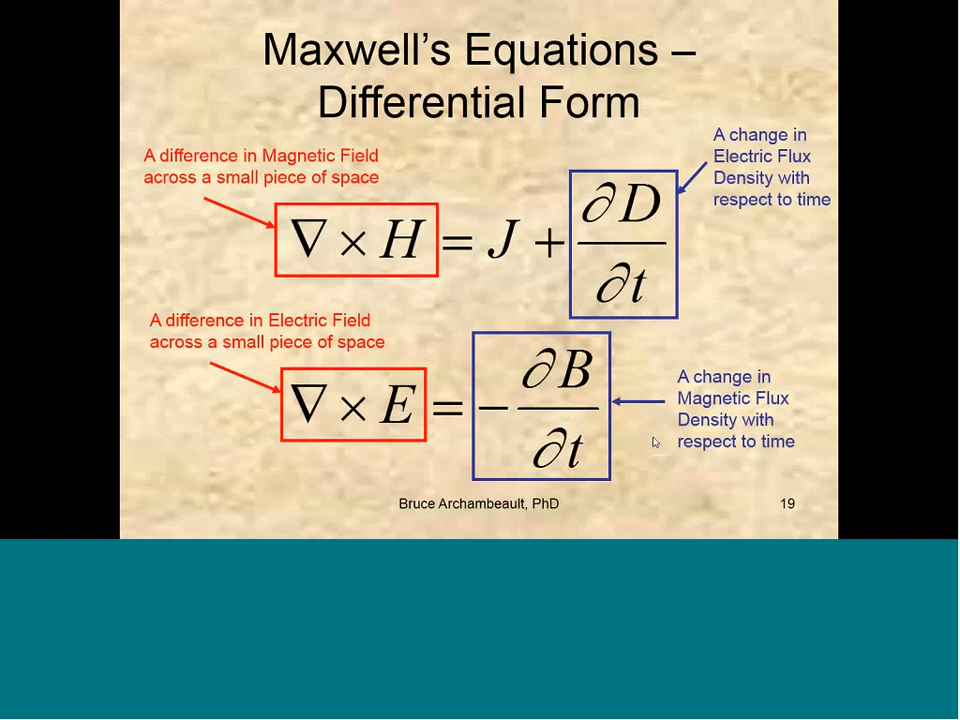 Maxwell's Equations –
Differential Form
A difference in Magnetic Field
across a small piece of space
A change in
Electric Flux
Density with
respect to time
∇ × H = J + ∂D/∂t
A difference in Electric Field
across a small piece of space
∇ × E = − ∂B/∂t
A change in
Magnetic Flux
Density with
respect to time
Bruce Archambeault, PhD
19